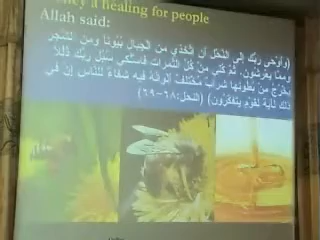 ney a healing for people
Allah said:
(وأوحى ربك إلى النحل أن اتخذي من الجبال بيوتا ومن الشجر
ومما يعرشون. ثم كلي من كل الثمرات فاسلكي سبل ربك ذللا
يخرج من بطونها شراب مختلف ألوانه فيه شفاء للناس إن في
ذلك لآية لقوم يتفكرون) (النحل:٦٨-٦٩)